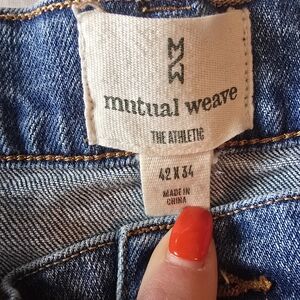 MW
mutual weave
THE ATHLETIC
42 X 34
MADE IN
CHINA